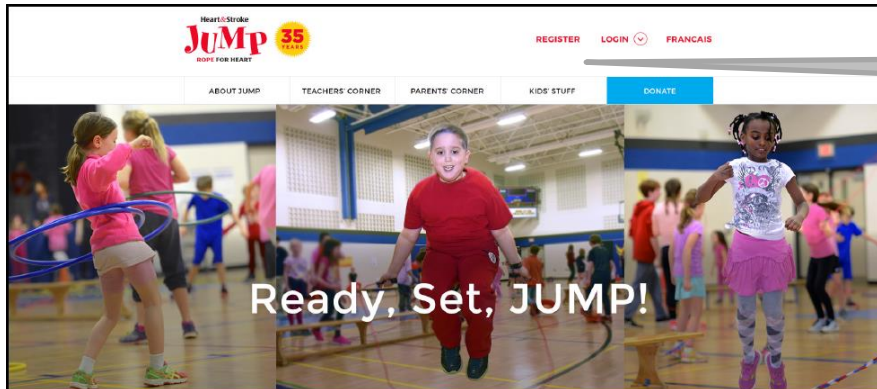 Heart&Stroke
JUMP
ROPE FOR HEART
35
YEARS
REGISTER LOGIN FRANCAIS
ABOUT JUMP TEACHERS' CORNER PARENTS' CORNER KIDS' STUFF DONATE
Ready, Set, JUMP!